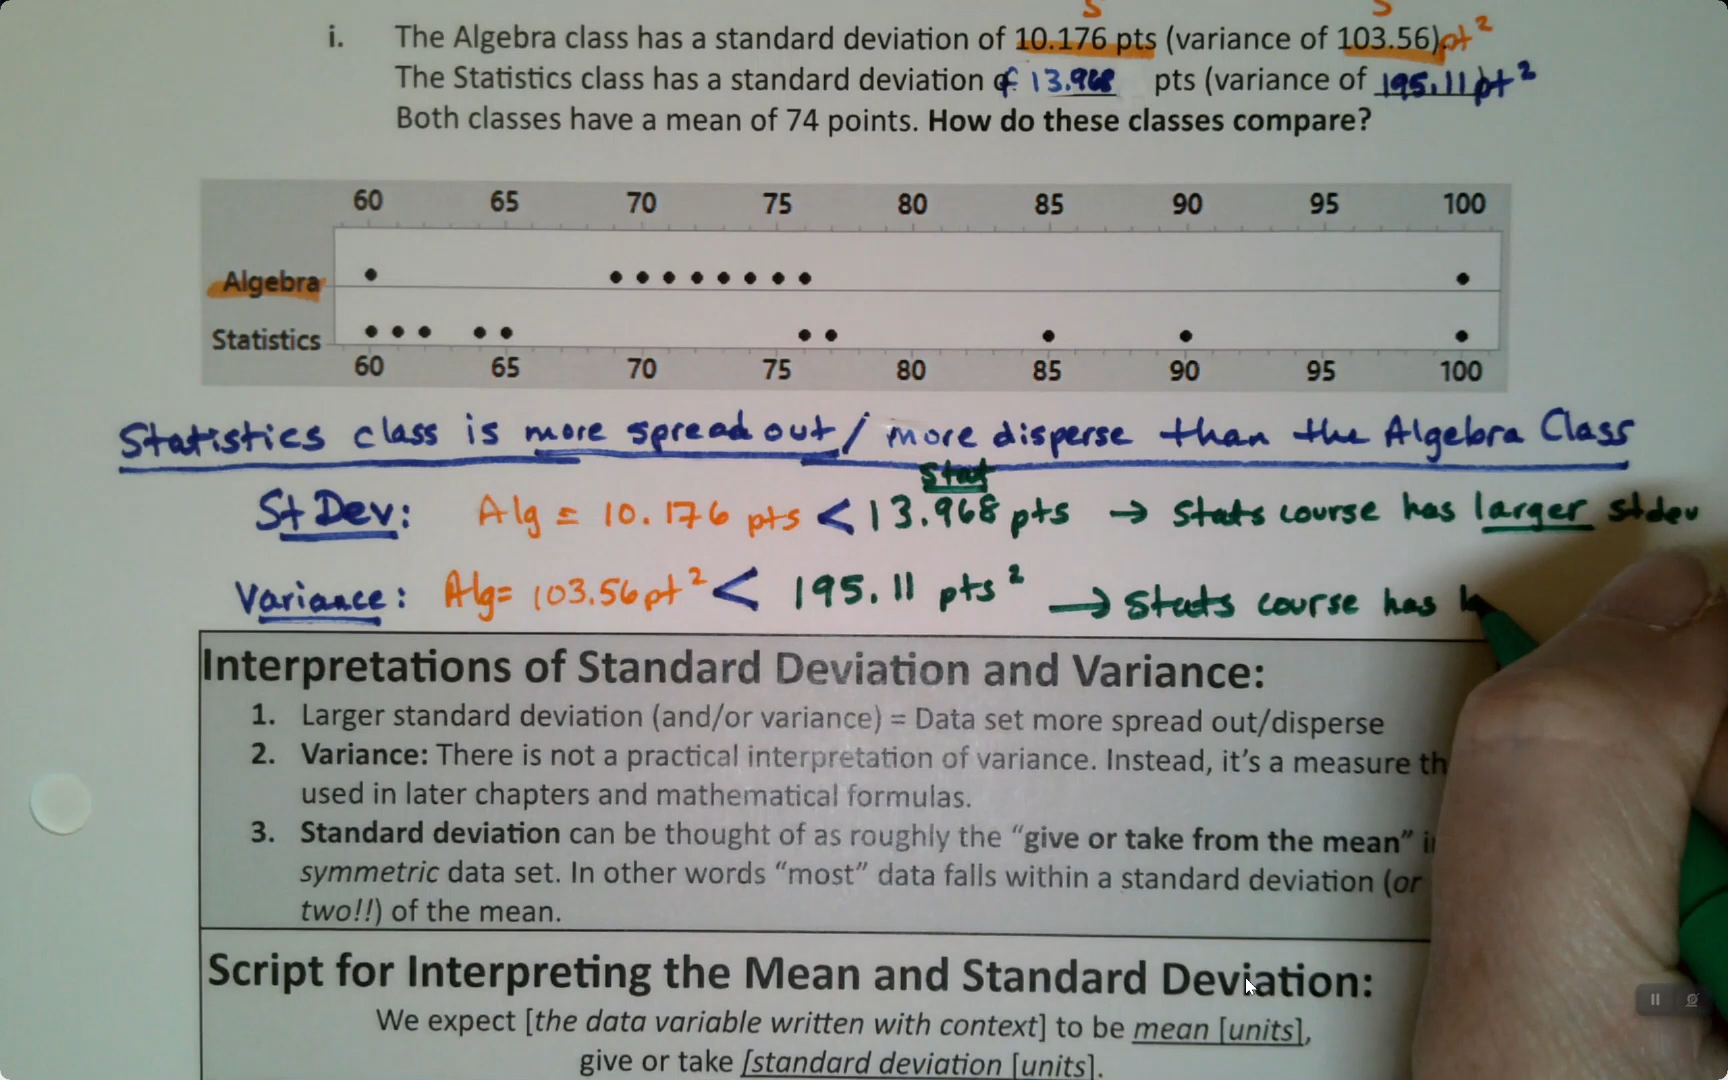 S S
i. The Algebra class has a standard deviation of 10.176 pts (variance of 103.56) pt²
The Statistics class has a standard deviation of 13.968 pts (variance of 195.11 pt²
Both classes have a mean of 74 points. How do these classes compare?
60 65 70 75 80 85 90 95 100
Algebra
Statistics
60 65 70 75 80 85 90 95 100
Statistics class is more spread out / more disperse than the Algebra Class
Stat
St Dev: Alg = 10.176 pts < 13.968 pts → Stats course has larger stdev
Variance: Alg = 103.56 pt² < 195.11 pts² → Stats course has
Interpretations of Standard Deviation and Variance:
1. Larger standard deviation (and/or variance) = Data set more spread out/disperse
2. Variance: There is not a practical interpretation of variance. Instead, it's a measure th
used in later chapters and mathematical formulas.
3. Standard deviation can be thought of as roughly the "give or take from the mean" i
symmetric data set. In other words "most" data falls within a standard deviation (or
two!!) of the mean.
Script for Interpreting the Mean and Standard Deviation:
We expect [the data variable written with context] to be mean [units],
give or take [standard deviation [units].